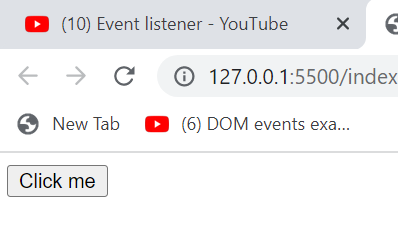 (10) Event listener - YouTube
127.0.0.1:5500/index
New Tab
(6) DOM events exa...
Click me